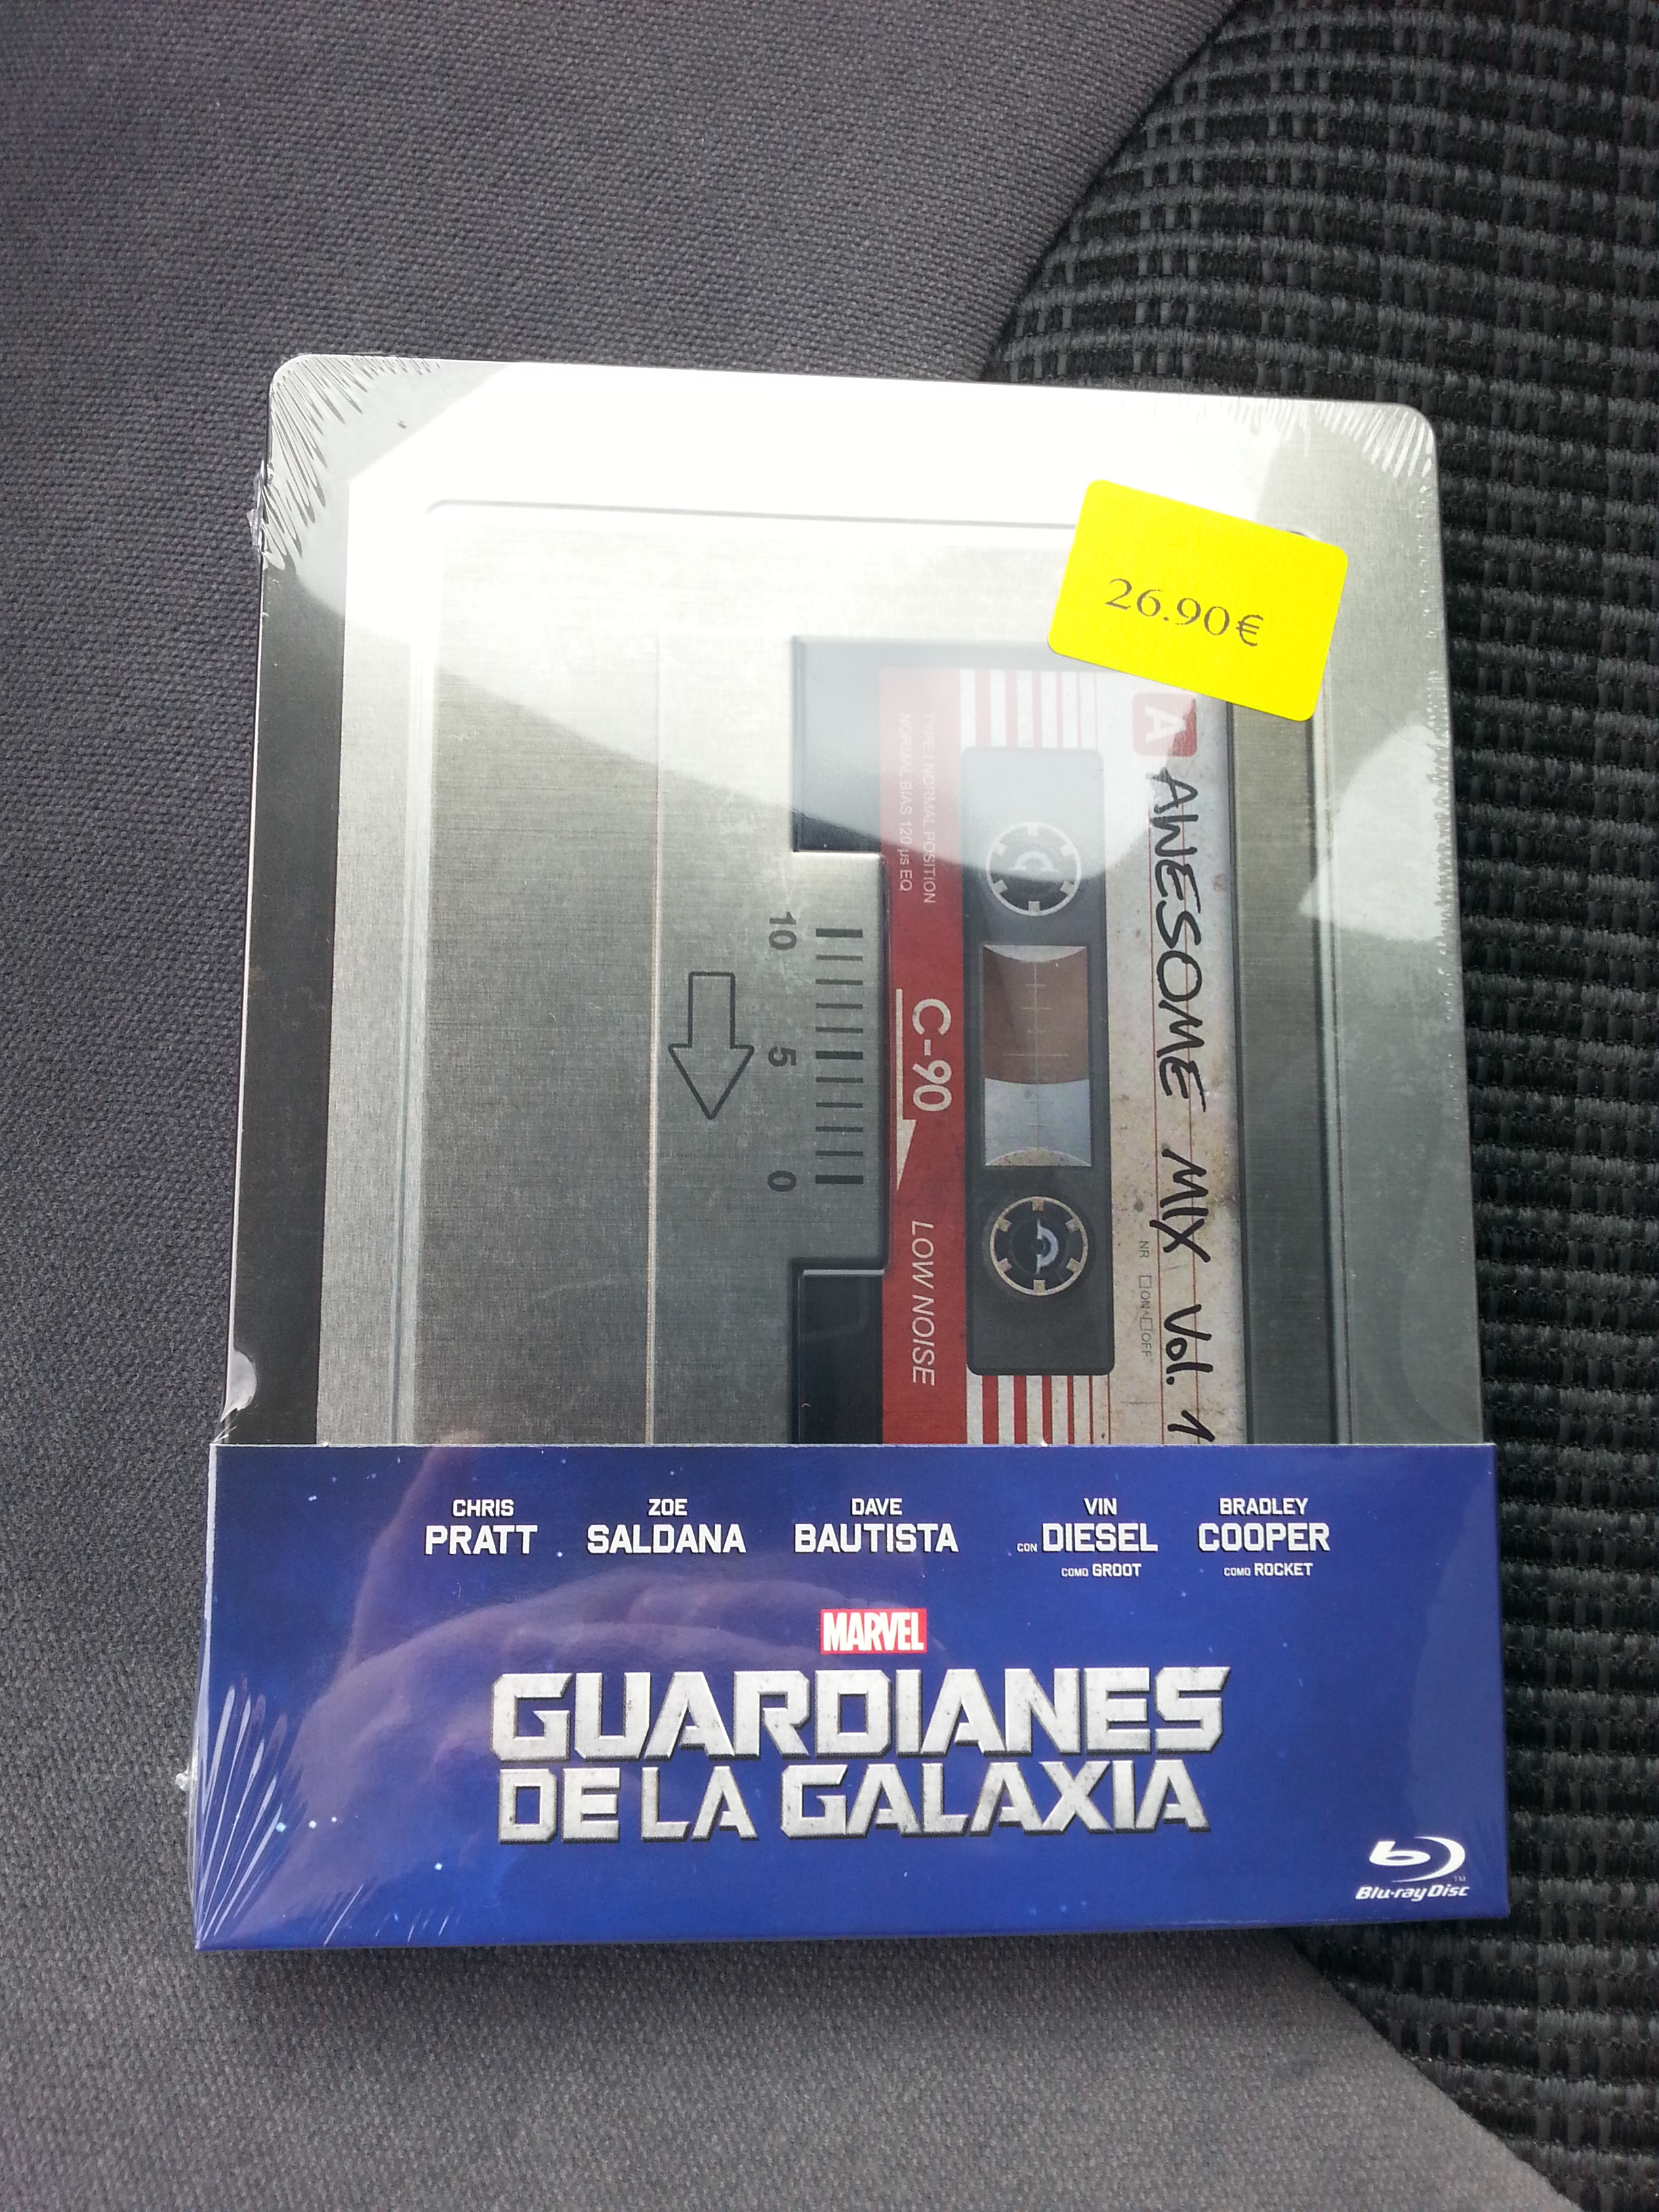 26.90€
A
AWESOME MIX Vol. 1
NR □ON □OFF
TYPE I NORMAL POSITION
NORMAL BIAS 120 µs EQ
C-90
LOW NOISE
10
5
0
CHRIS PRATT
ZOE SALDANA
DAVE BAUTISTA
CON VIN DIESEL COMO GROOT
BRADLEY COOPER COMO ROCKET
MARVEL
GUARDIANES
DE LA GALAXIA
Blu-ray Disc™